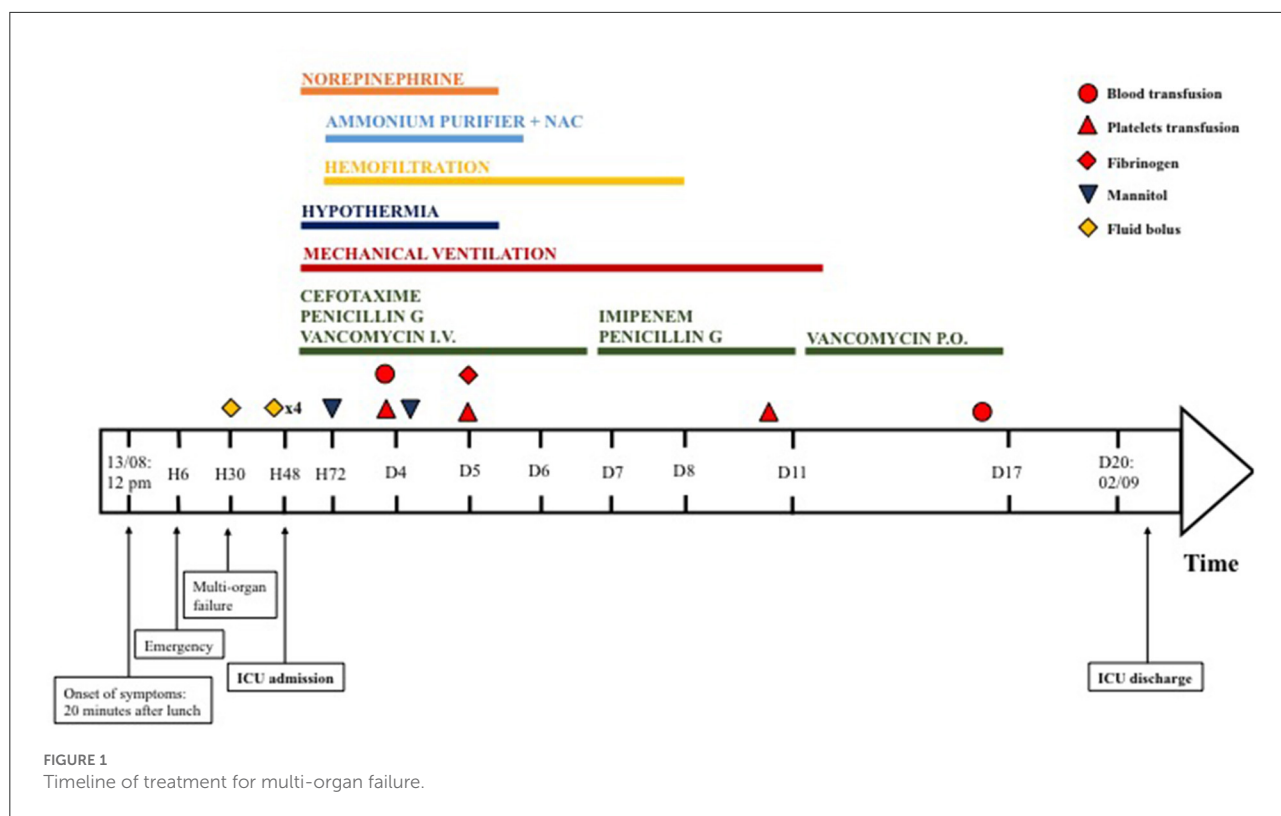 NOREPINEPHRINE
AMMONIUM PURIFIER + NAC
HEMOFILTRATION
HYPOTHERMIA
MECHANICAL VENTILATION
CEFOTAXIME
PENICILLIN G
VANCOMYCIN I.V.
IMIPENEM
PENICILLIN G
VANCOMYCIN P.O.
Blood transfusion
Platelets transfusion
Fibrinogen
Mannitol
Fluid bolus
x4
13/08:
12 pm
H6
H30
H48
H72
D4
D5
D6
D7
D8
D11
D17
D20:
02/09
Time
Multi-organ
failure
Emergency
ICU admission
Onset of symptoms:
20 minutes after lunch
ICU discharge
FIGURE 1
Timeline of treatment for multi-organ failure.